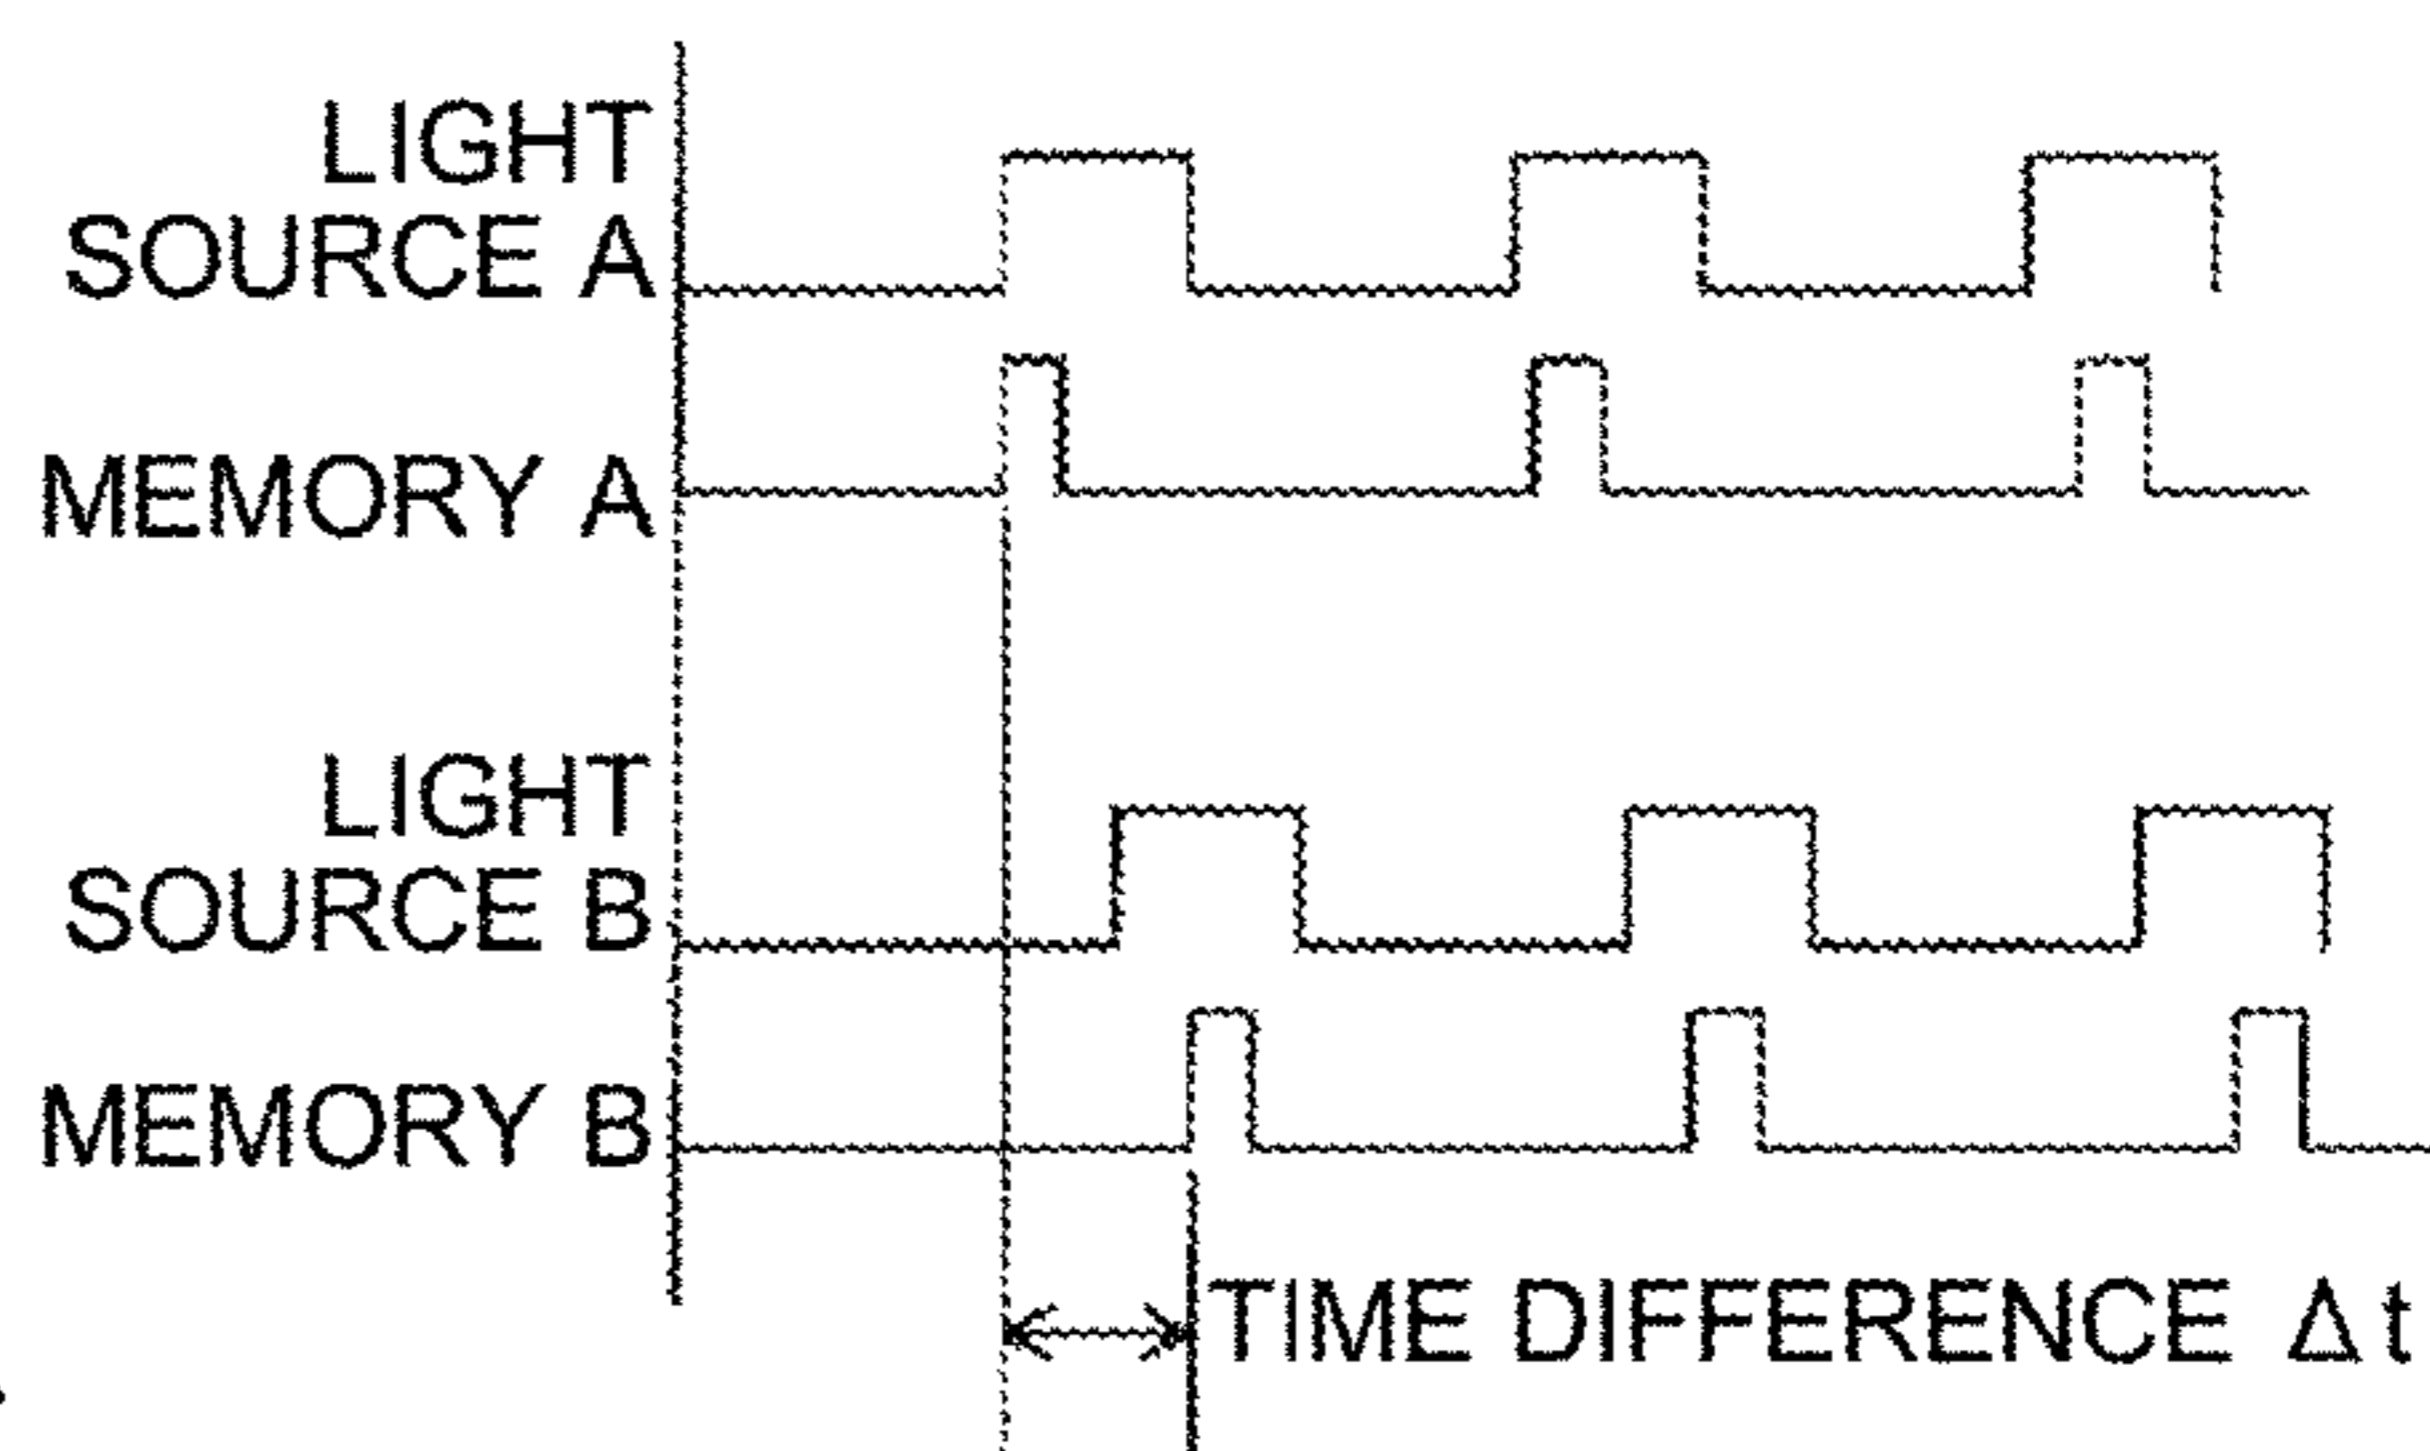 LIGHT
SOURCE A
MEMORY A
LIGHT
SOURCE B
MEMORY B
TIME DIFFERENCE Δt